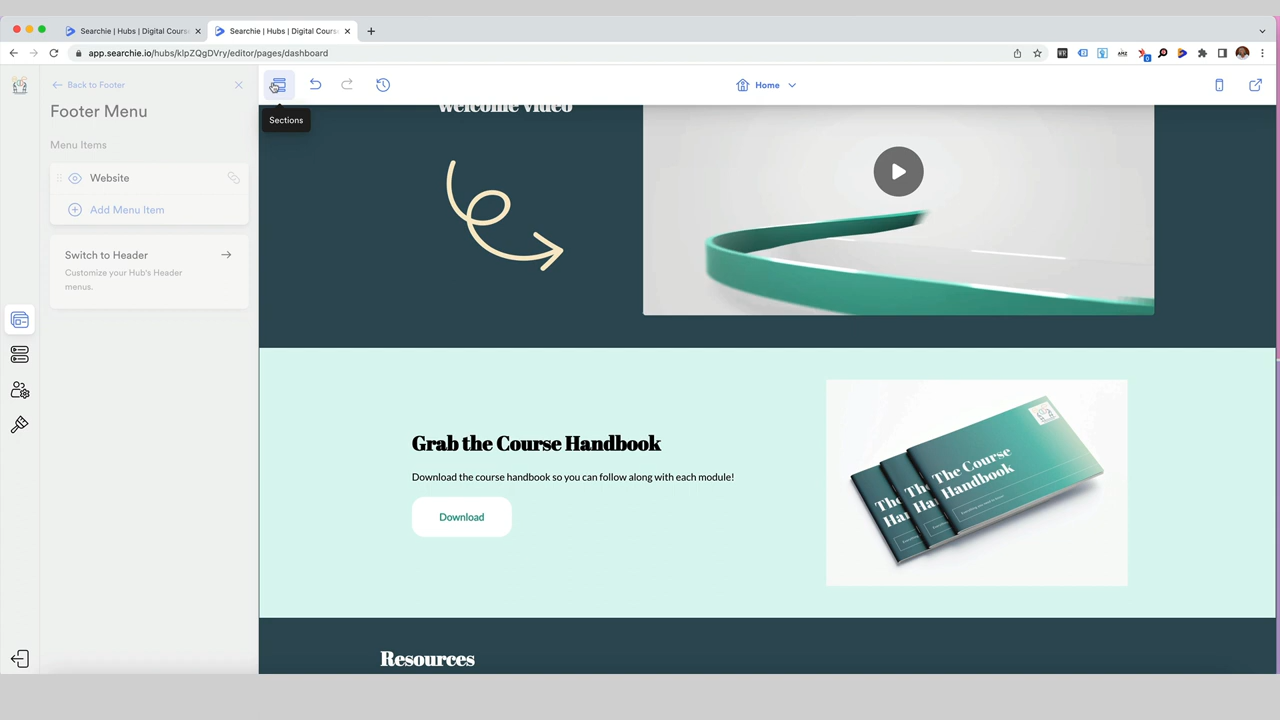 Searchie | Hubs | Digital Cours
Searchie | Hubs | Digital Cours
app.searchie.io/hubs/klpZQgDVry/editor/pages/dashboard
Back to Footer
Home
Footer Menu
Sections
welcome video
Menu Items
Website
Add Menu Item
Switch to Header
Customize your Hub's Header
menus.
Grab the Course Handbook
Download the course handbook so you can follow along with each module!
Download
The Course
Handbook
Resources